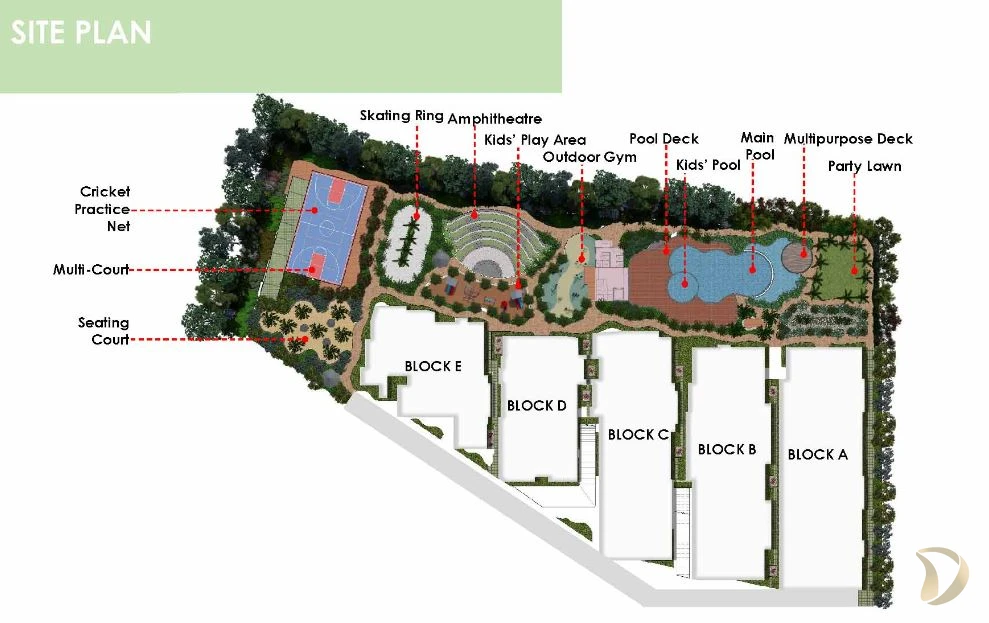 SITE PLAN
Skating Ring
Amphitheatre
Kids' Play Area
Outdoor Gym
Pool Deck
Kids' Pool
Main
Pool
Multipurpose Deck
Party Lawn
Cricket
Practice
Net
Multi-Court
Seating
Court
BLOCK E
BLOCK D
BLOCK C
BLOCK B
BLOCK A